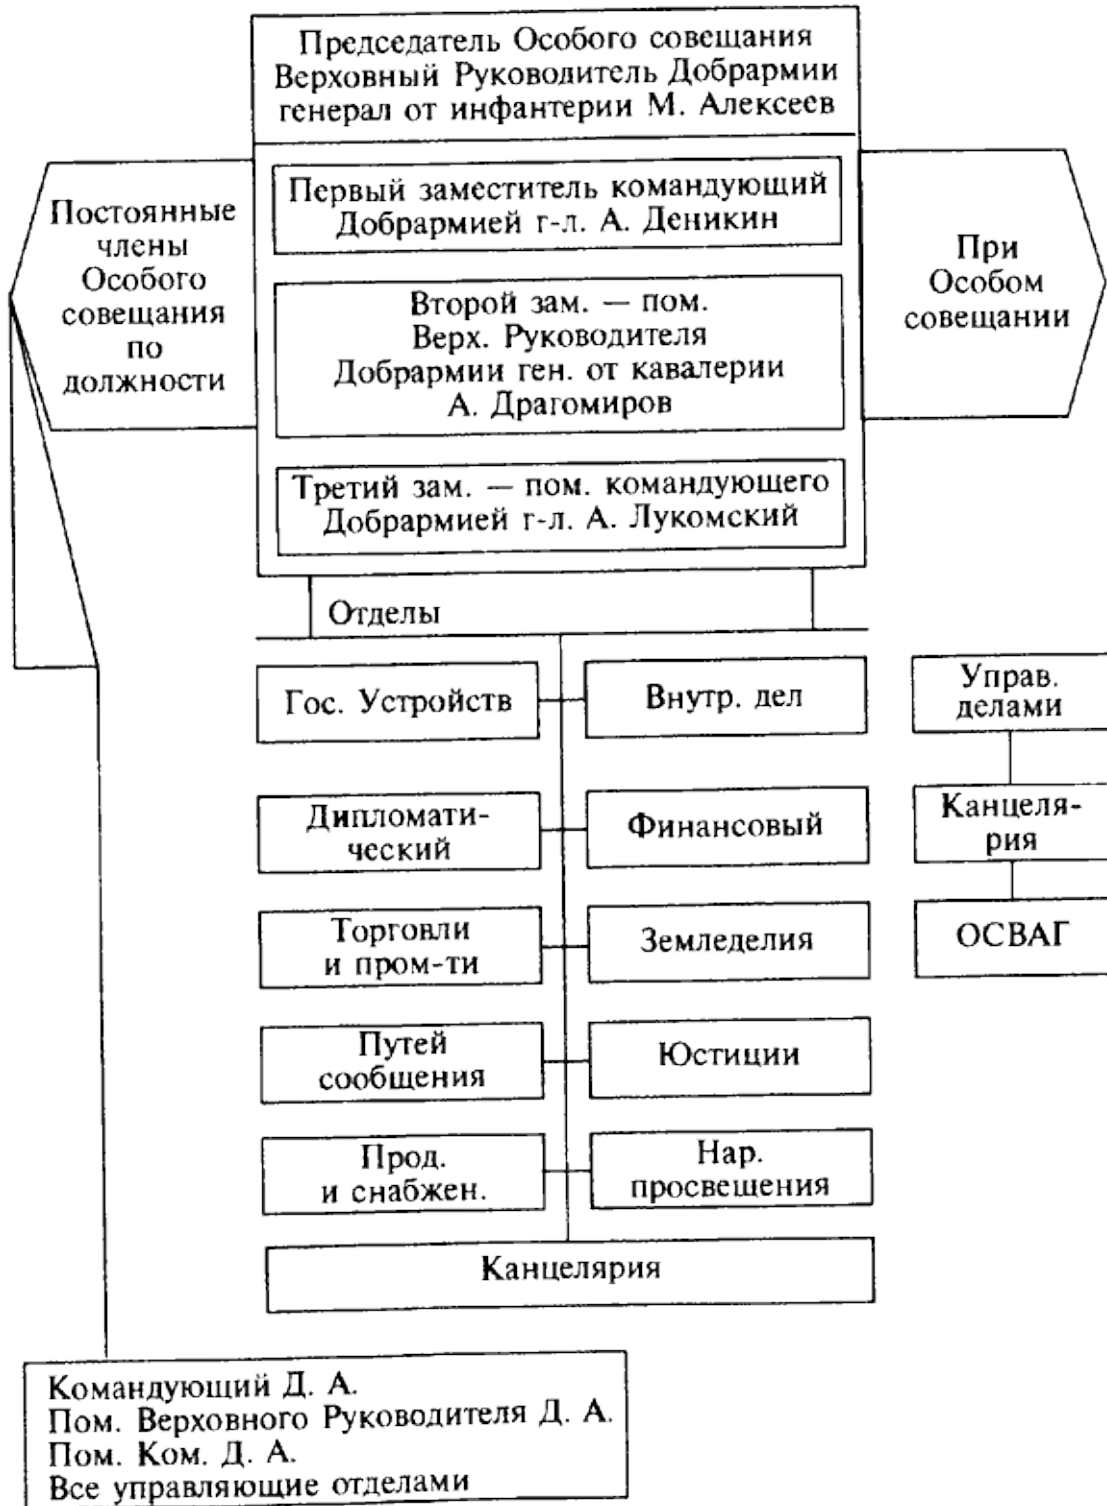 Председатель Особого совещания
Верховный Руководитель Добрармии
генерал от инфантерии М. Алексеев
Постоянные
члены
Особого
совещания
по
должности
Первый заместитель командующий
Добрармией г-л. А. Деникин
Второй зам. — пом.
Верх. Руководителя
Добрармии ген. от кавалерии
А. Драгомиров
Третий зам. — пом. командующего
Добрармией г-л. А. Лукомский
При
Особом
совещании
Отделы
Гос. Устройств
Внутр. дел
Дипломати-
ческий
Финансовый
Торговли
и пром-ти
Земледелия
Путей
сообщения
Юстиции
Прод.
и снабжен.
Нар.
просвещения
Канцелярия
Управ.
делами
Канцеля-
рия
ОСВАГ
Командующий Д. А.
Пом. Верховного Руководителя Д. А.
Пом. Ком. Д. А.
Все управляющие отделами